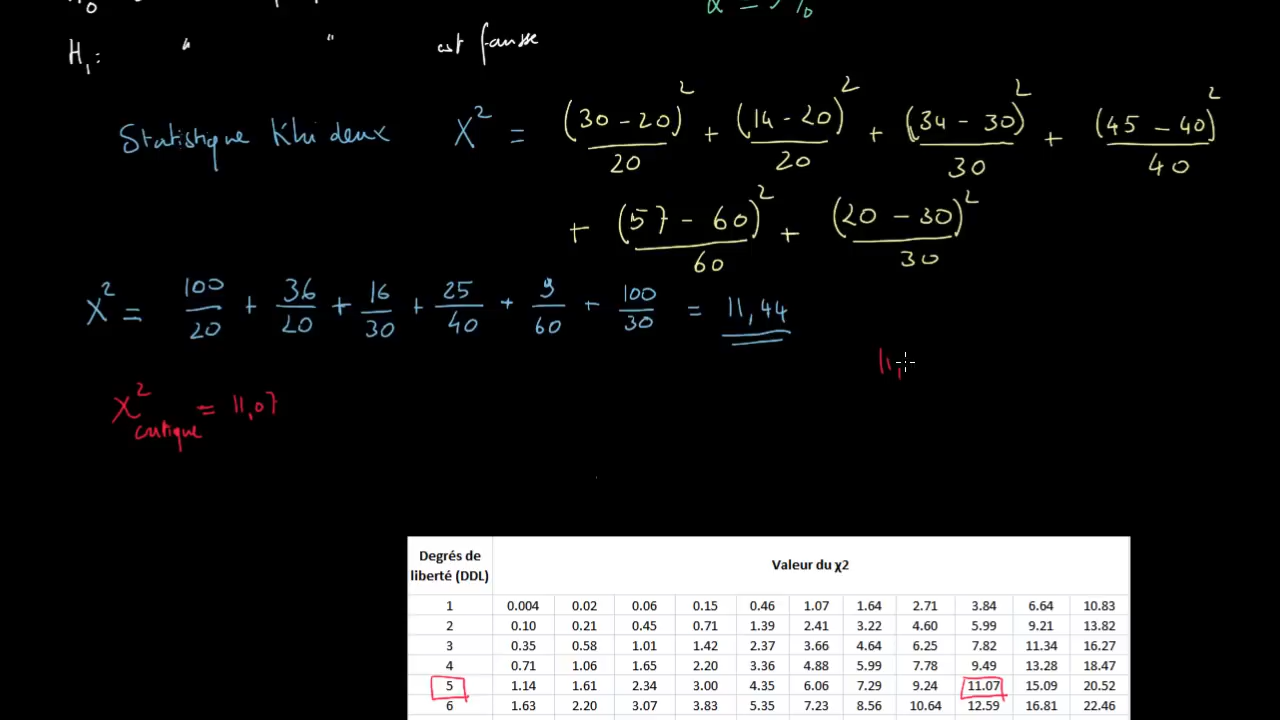 α = 5%
H₁: " " est fausse
Statistique Khi deux X² = (30 - 20)²/20 + (14 - 20)²/20 + (34 - 30)²/30 + (45 - 40)²/40
+ (57 - 60)²/60 + (20 - 30)²/30
X² = 100/20 + 36/20 + 16/30 + 25/40 + 9/60 + 100/30 = 11,44
11,
X² critique = 11,07
Degrés de liberté (DDL) Valeur du χ2
1 0.004 0.02 0.06 0.15 0.46 1.07 1.64 2.71 3.84 6.64 10.83
2 0.10 0.21 0.45 0.71 1.39 2.41 3.22 4.60 5.99 9.21 13.82
3 0.35 0.58 1.01 1.42 2.37 3.66 4.64 6.25 7.82 11.34 16.27
4 0.71 1.06 1.65 2.20 3.36 4.88 5.99 7.78 9.49 13.28 18.47
5 1.14 1.61 2.34 3.00 4.35 6.06 7.29 9.24 11.07 15.09 20.52
6 1.63 2.20 3.07 3.83 5.35 7.23 8.56 10.64 12.59 16.81 22.46